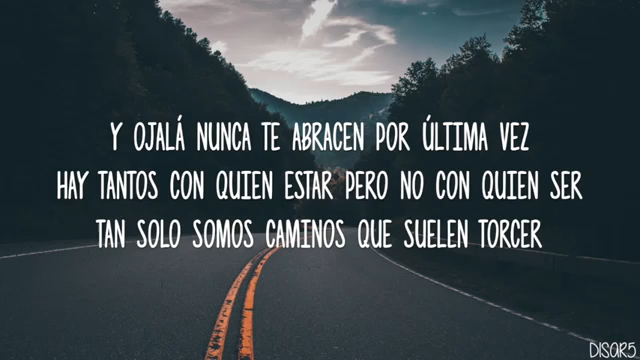 Y OJALÁ NUNCA TE ABRACEN POR ÚLTIMA VEZ
HAY TANTOS CON QUIEN ESTAR PERO NO CON QUIEN SER
TAN SOLO SOMOS CAMINOS QUE SUELEN TORCER
DISAR5